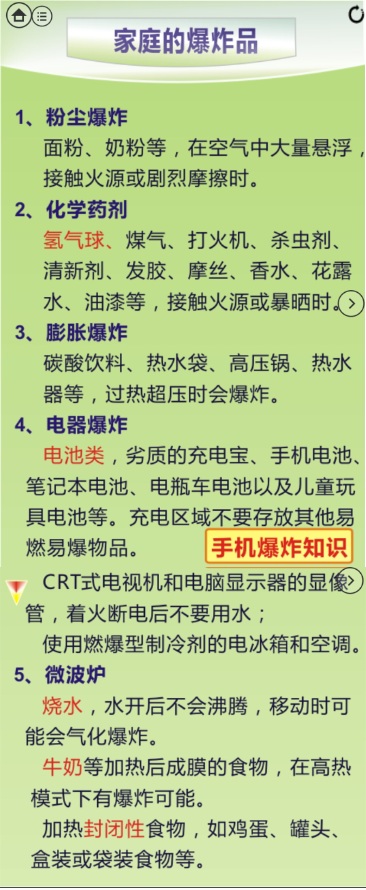 家庭的爆炸品
1、粉尘爆炸
面粉、奶粉等，在空气中大量悬浮，
接触火源或剧烈摩擦时。
2、化学药剂
氢气球、煤气、打火机、杀虫剂、
清新剂、发胶、摩丝、香水、花露
水、油漆等，接触火源或暴晒时。
3、膨胀爆炸
碳酸饮料、热水袋、高压锅、热水
器等，过热超压时会爆炸。
4、电器爆炸
电池类，劣质的充电宝、手机电池、
笔记本电池、电瓶车电池以及儿童玩
具电池等。充电区域不要存放其他易
燃易爆物品。
手机爆炸知识
CRT式电视机和电脑显示器的显像
管，着火断电后不要用水；
使用燃爆型制冷剂的电冰箱和空调。
5、微波炉
烧水，水开后不会沸腾，移动时可
能会气化爆炸。
牛奶等加热后成膜的食物，在高热
模式下有爆炸可能。
加热封闭性食物，如鸡蛋、罐头、
盒装或袋装食物等。